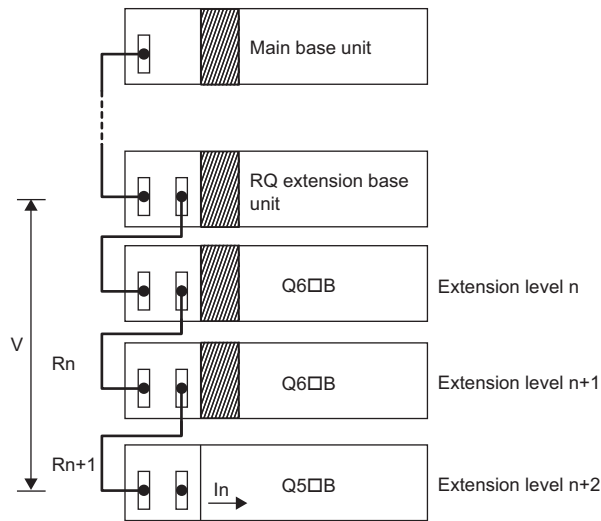 Main base unit
RQ extension base
unit
Q6□B
Extension level n
V
Rn
Q6□B
Extension level n+1
Rn+1
In
Q5□B
Extension level n+2